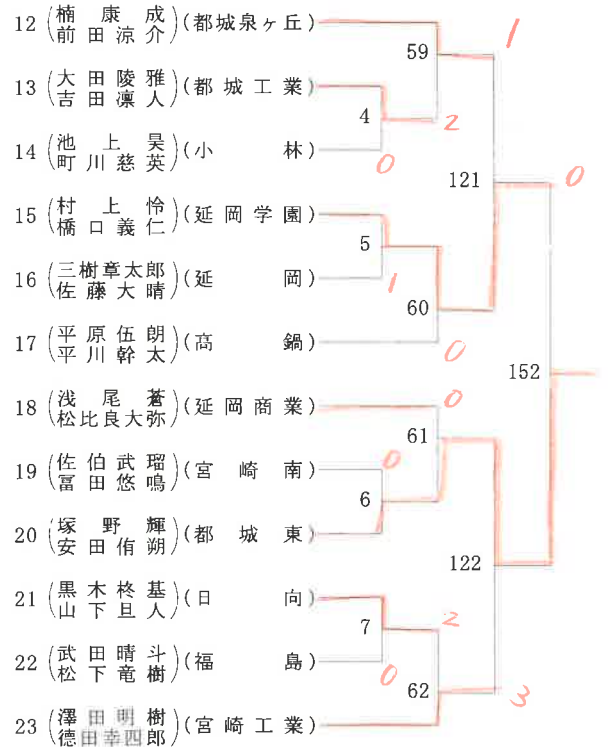 12 (楠康成 前田涼介) (都城泉ヶ丘)
13 (大田陵雅 吉田凛人) (都城工業)
14 (池上昊 町川慈英) (小林)
15 (村上怜 橋口義仁) (延岡学園)
16 (三樹章太郎 佐藤大晴) (延岡)
17 (平原伍朗 平川幹太) (高鍋)
18 (浅尾蒼 松比良大弥) (延岡商業)
19 (佐伯武瑠 冨田悠鳴) (宮崎南)
20 (塚野輝 安田侑朔) (都城東)
21 (黒木柊基 山下旦人) (日向)
22 (武田晴斗 松下竜樹) (福島)
23 (澤田明樹 徳田幸四郎) (宮崎工業)
59 1
4 2
0
121 0
5
1
60
0
152
0
61
0
6
122
7 2
0
62 3